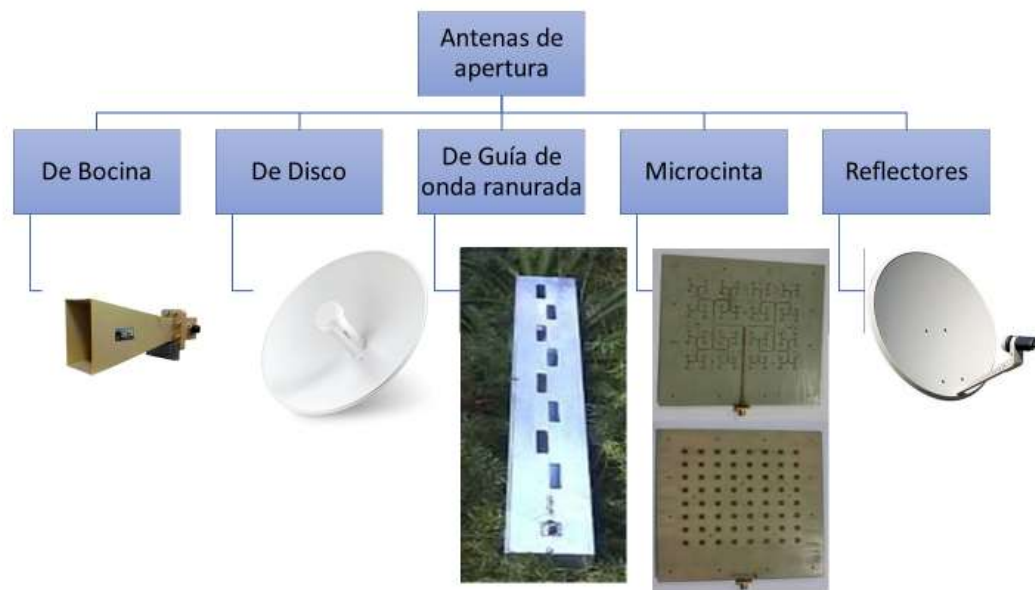 Antenas de
apertura
De Bocina
De Disco
De Guía de
onda ranurada
Microcinta
Reflectores